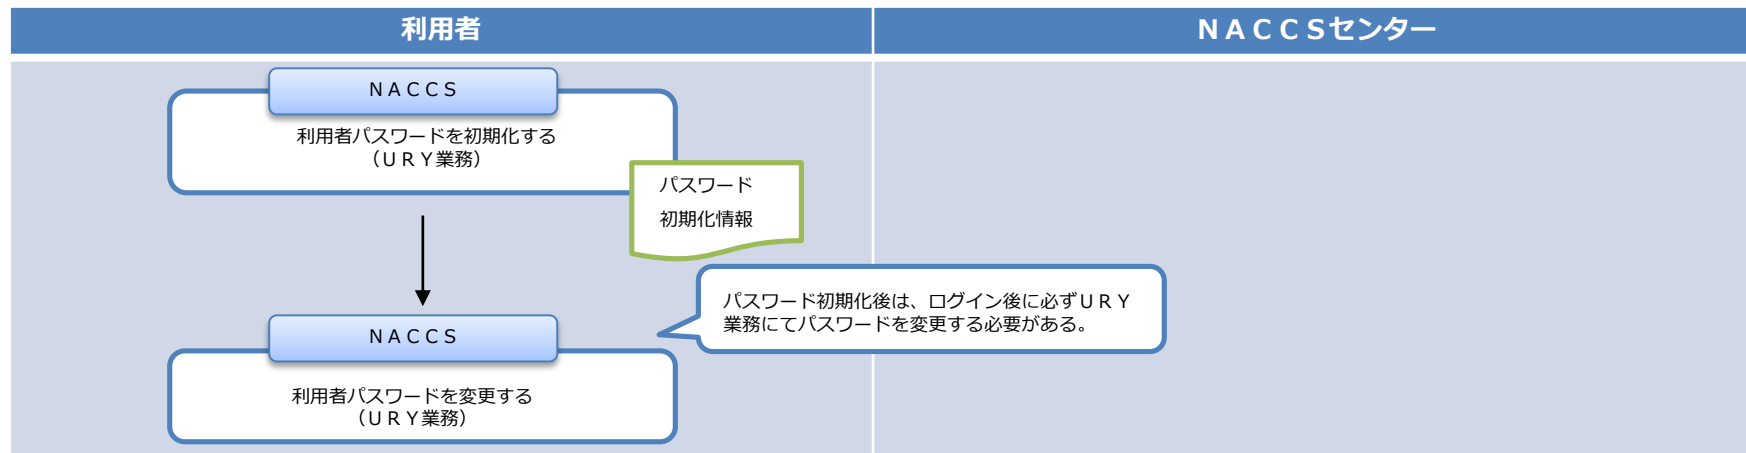 利用者
ＮＡＣＣＳセンター
ＮＡＣＣＳ
利用者パスワードを初期化する
（ＵＲＹ業務）
パスワード
初期化情報
パスワード初期化後は、ログイン後に必ずＵＲＹ
業務にてパスワードを変更する必要がある。
ＮＡＣＣＳ
利用者パスワードを変更する
（ＵＲＹ業務）